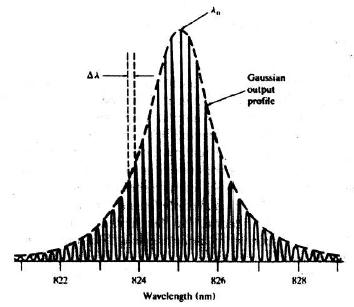 λ₀
Δλ
Gaussian
output
profile
822
824
826
828
Wavelength (nm)